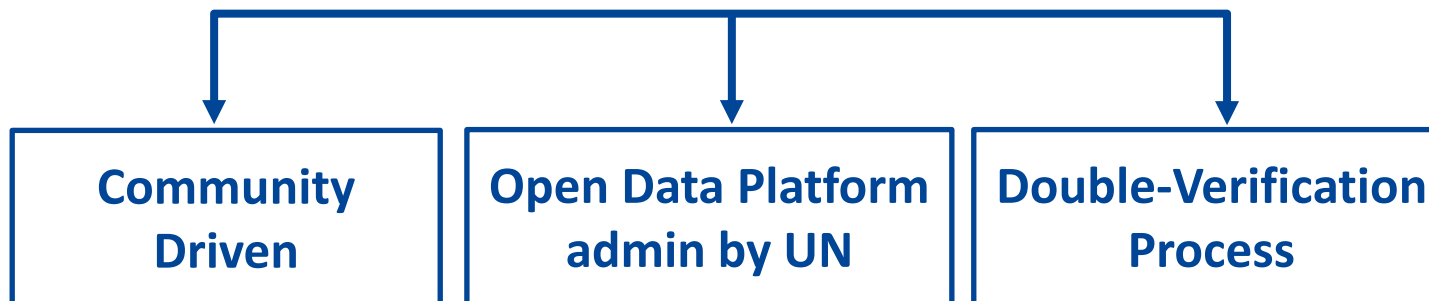 Community
Driven
Open Data Platform
admin by UN
Double-Verification
Process